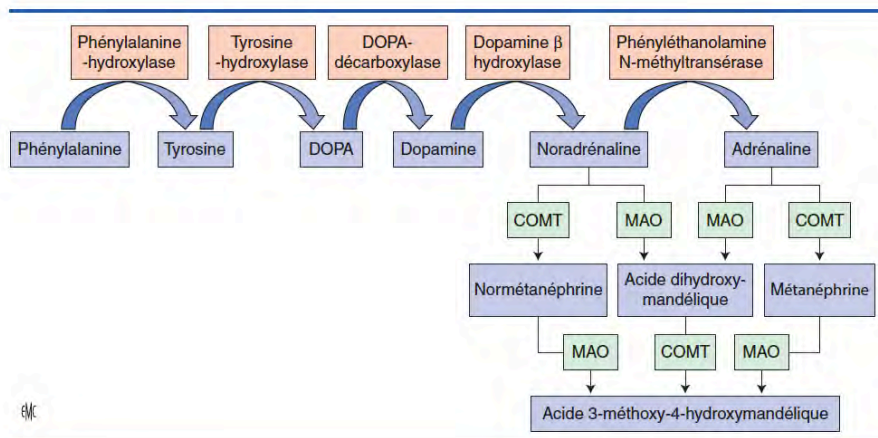 Phénylalanine
-hydroxylase
Tyrosine
-hydroxylase
DOPA-
décarboxylase
Dopamine β
hydroxylase
Phényléthanolamine
N-méthyltransérase
Phénylalanine
Tyrosine
DOPA
Dopamine
Noradrénaline
Adrénaline
COMT
MAO
MAO
COMT
Normétanéphrine
Acide dihydroxy-
mandélique
Métanéphrine
MAO
COMT
MAO
Acide 3-méthoxy-4-hydroxymandélique
EMC